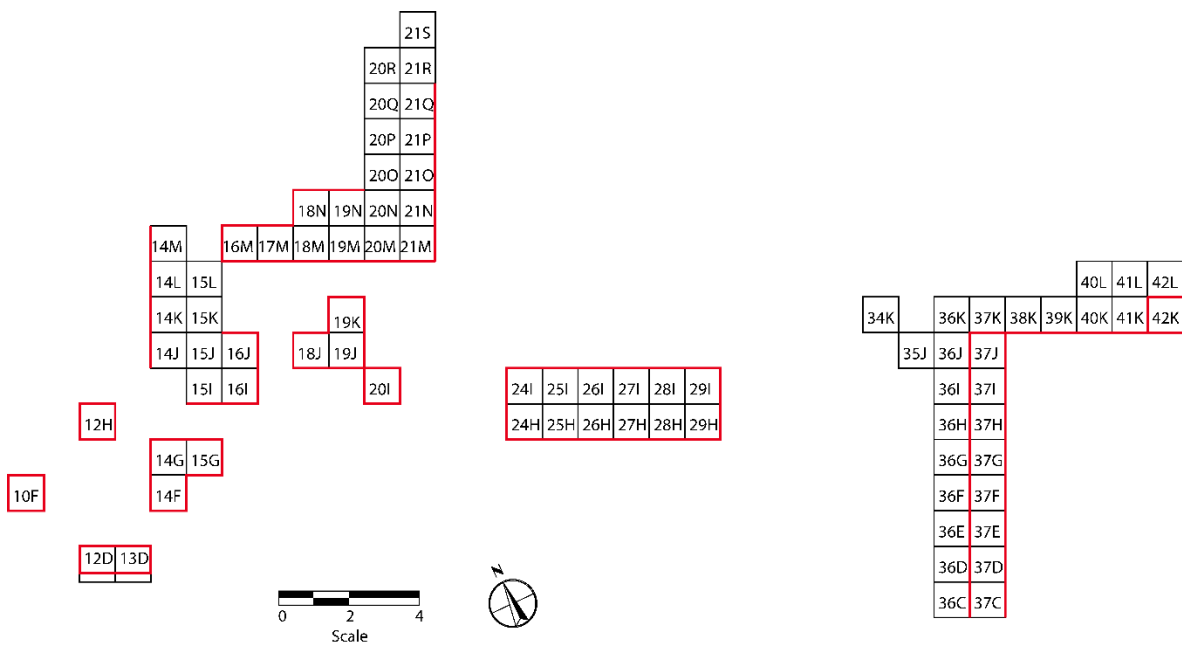 21S
20R 21R
20Q 21Q
20P 21P
20O 21O
18N 19N 20N 21N
14M 16M 17M 18M 19M 20M 21M
14L 15L 40L 41L 42L
14K 15K 19K 34K 36K 37K 38K 39K 40K 41K 42K
14J 15J 16J 18J 19J 35J 36J 37J
15I 16I 20I 24I 25I 26I 27I 28I 29I 36I 37I
12H 24H 25H 26H 27H 28H 29H 36H 37H
14G 15G 36G 37G
10F 14F 36F 37F
36E 37E
12D 13D 36D 37D
N
36C 37C
0 2 4
Scale